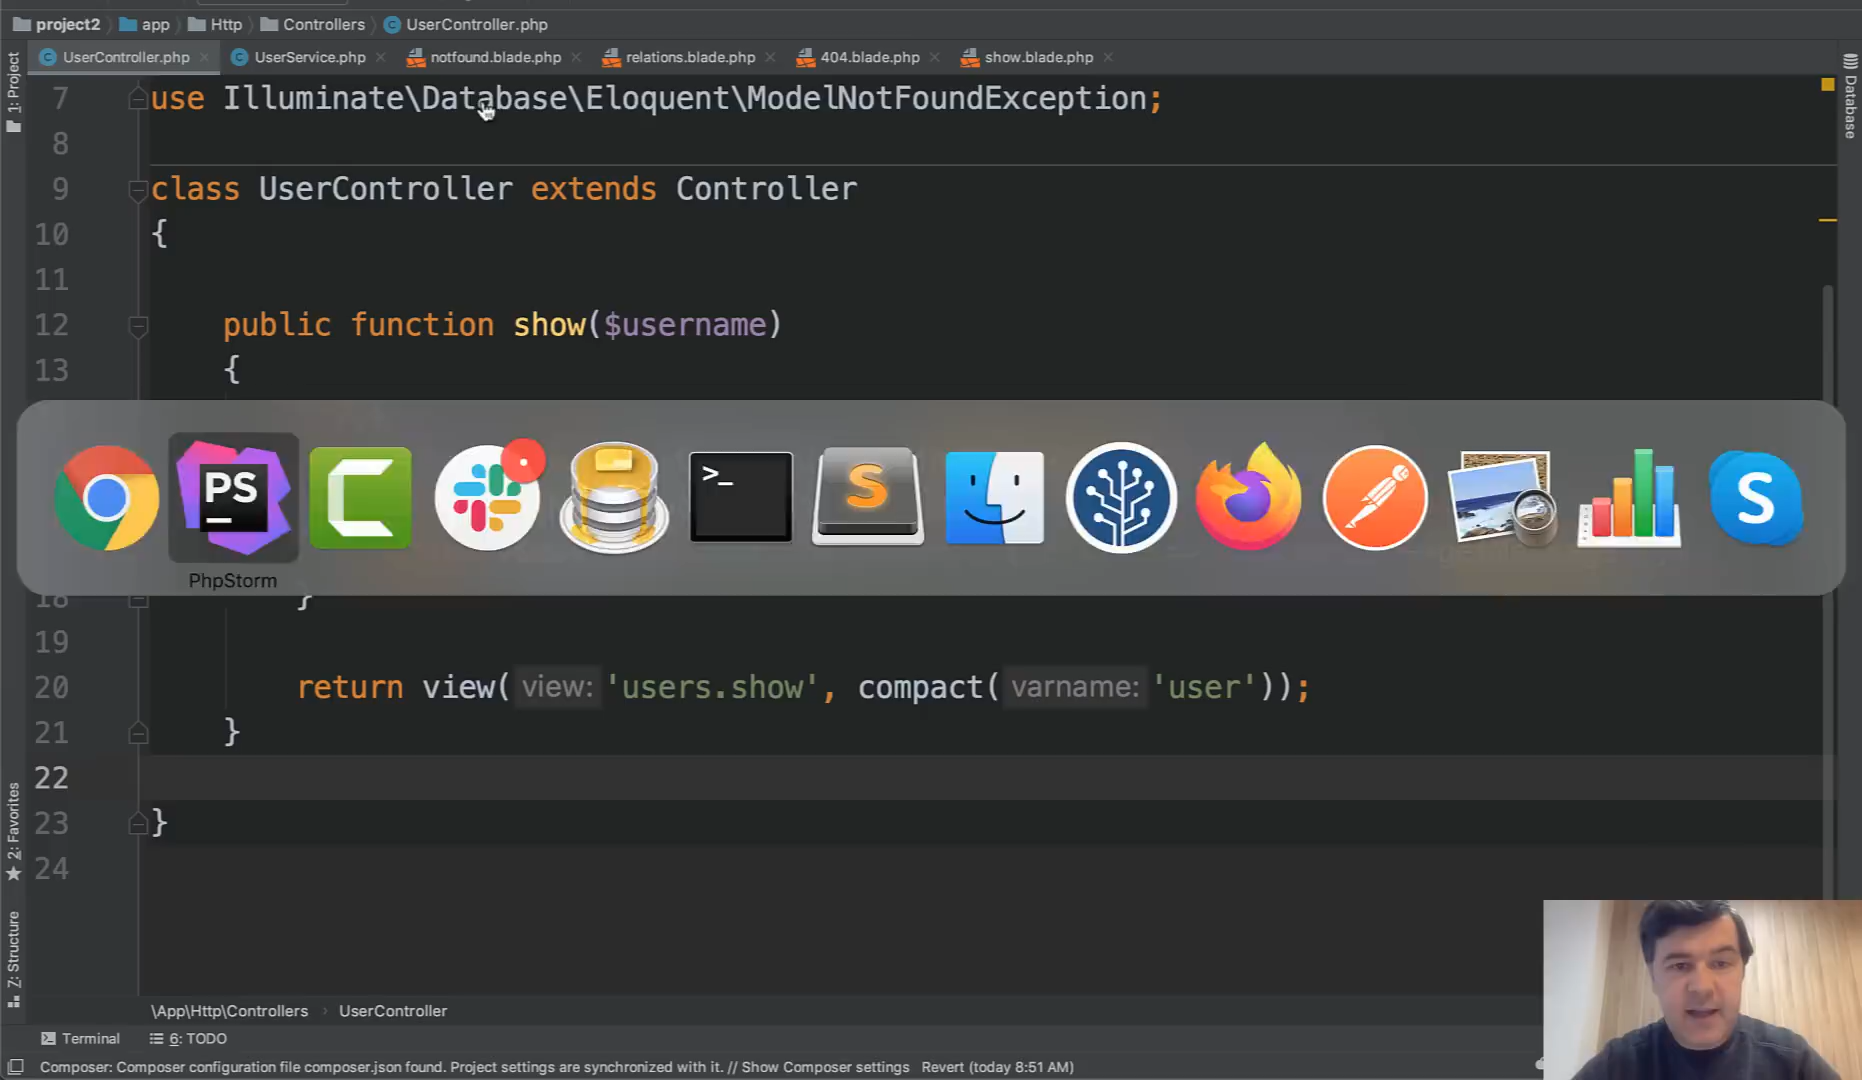 project2 app Http Controllers UserController.php
UserController.php UserService.php notfound.blade.php relations.blade.php 404.blade.php show.blade.php
1: Project
Database
7 use Illuminate\Database\Eloquent\ModelNotFoundException;
8
9 class UserController extends Controller
10 {
11
12 public function show($username)
13 {
PS
>_
S
S
PhpStorm
18 }
19
20 return view( view: 'users.show', compact( varname: 'user'));
21 }
22
23 }
24
2: Favorites
Z: Structure
\App\Http\Controllers › UserController
Terminal 6: TODO
Composer: Composer configuration file composer.json found. Project settings are synchronized with it. // Show Composer settings Revert (today 8:51 AM)